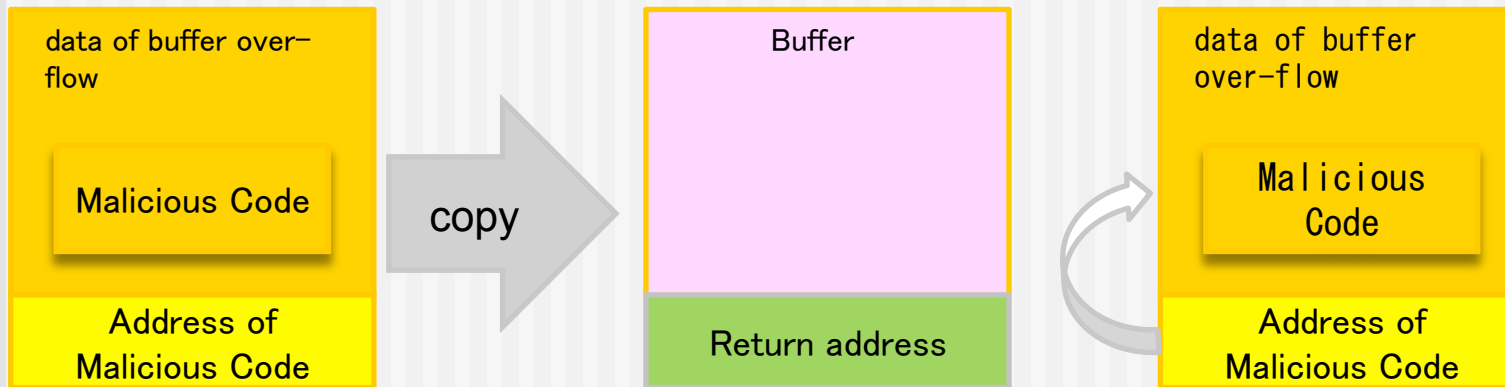 data of buffer over-
flow
Malicious Code
Address of
Malicious Code
copy
Buffer
Return address
data of buffer
over-flow
Malicious
Code
Address of
Malicious Code